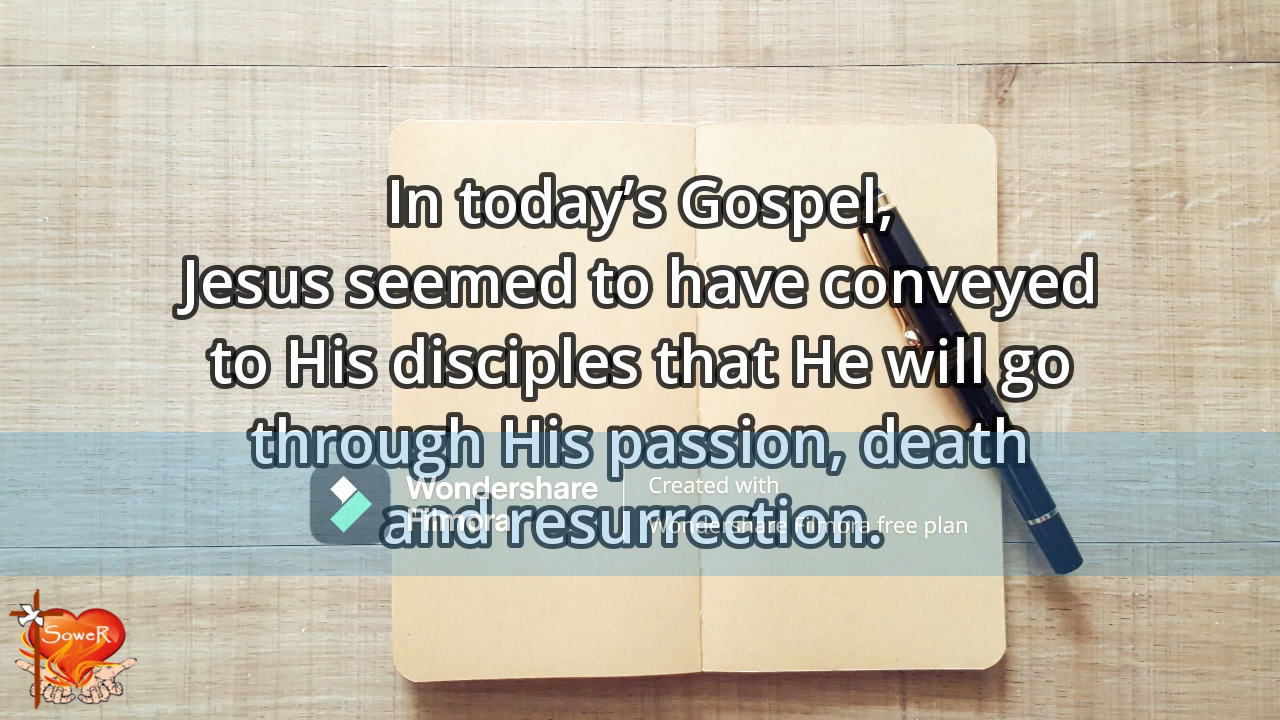 In today’s Gospel,
Jesus seemed to have conveyed
to His disciples that He will go
through His passion, death
and resurrection.
Wondershare
Filmora
Created with
Wondershare Filmora free plan
SoweR